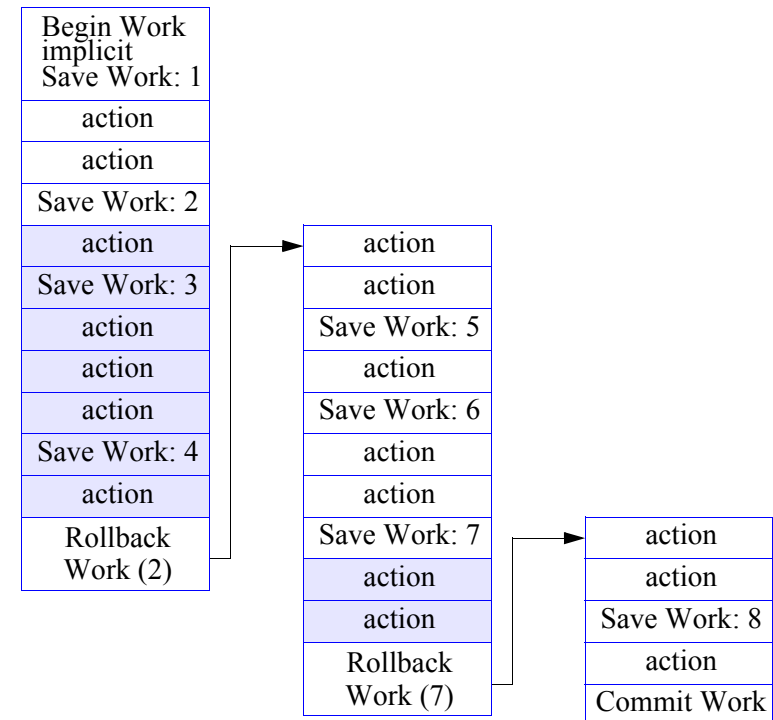 Begin Work
implicit
Save Work: 1
action
action
Save Work: 2
action
Save Work: 3
action
action
action
Save Work: 4
action
Rollback
Work (2)
action
action
Save Work: 5
action
Save Work: 6
action
action
Save Work: 7
action
action
Rollback
Work (7)
action
action
Save Work: 8
action
Commit Work